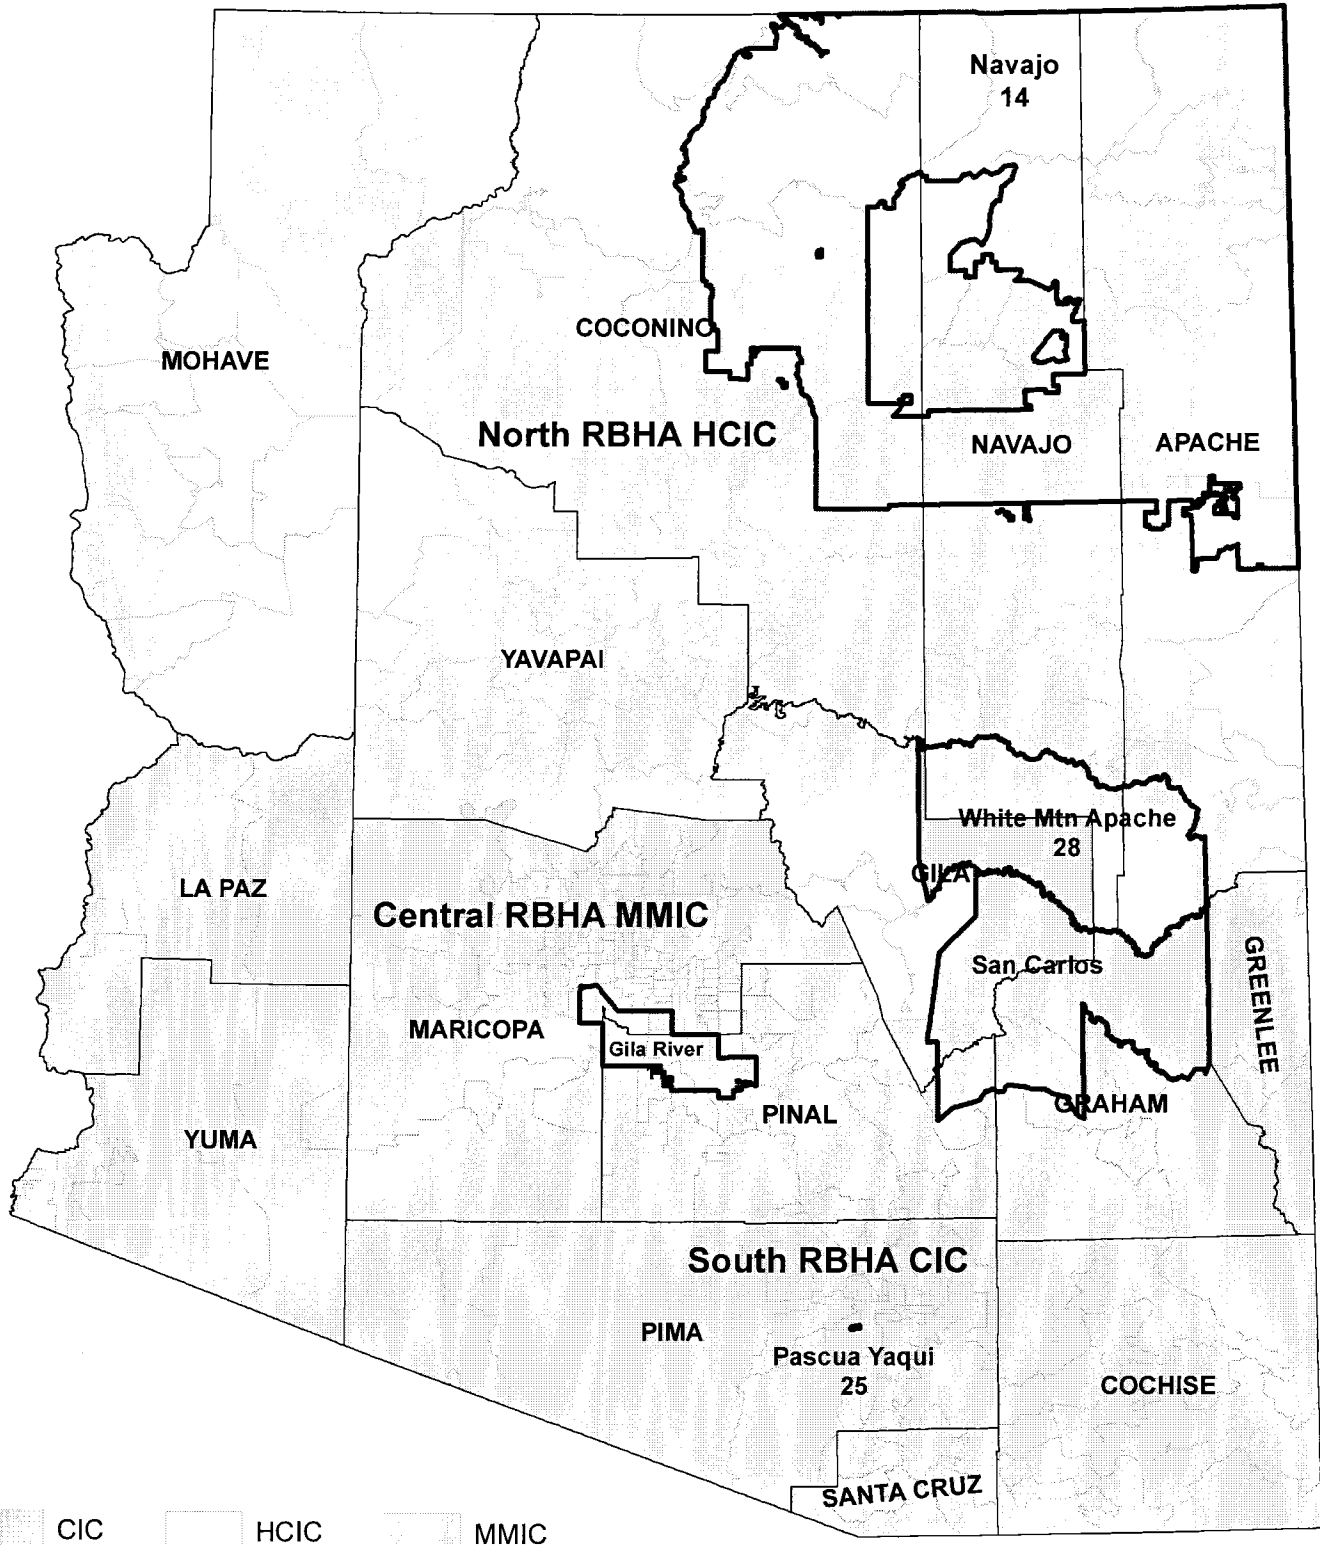 Navajo
14
COCONINO
MOHAVE
North RBHA HCIC
NAVAJO
APACHE
YAVAPAI
White Mtn Apache
28
GILA
LA PAZ
Central RBHA MMIC
San Carlos
GREENLEE
MARICOPA
Gila River
GRAHAM
PINAL
YUMA
South RBHA CIC
PIMA
Pascua Yaqui
25
COCHISE
SANTA CRUZ
CIC
HCIC
MMIC